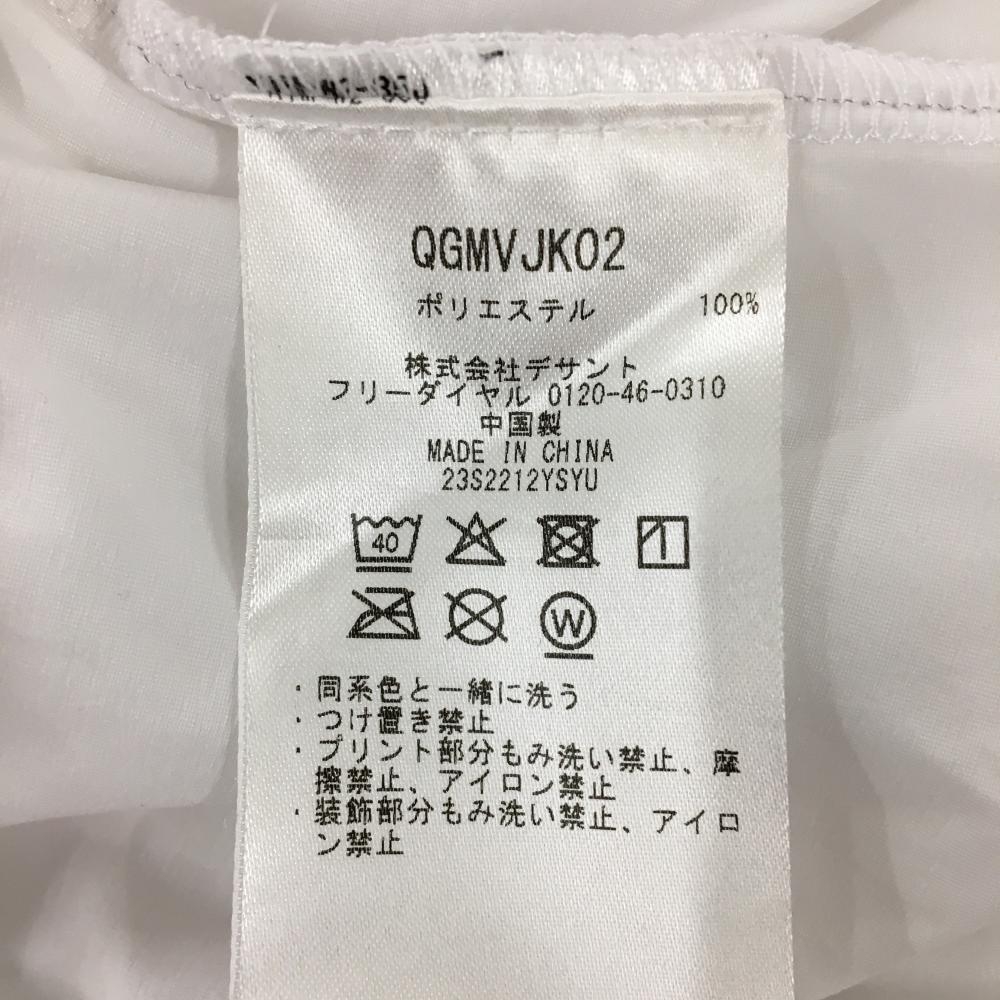 QGMVJK02
ポリエステル 100%
株式会社デサント
フリーダイヤル 0120-46-0310
中国製
MADE IN CHINA
23S2212YSYU
40
W
・同系色と一緒に洗う
・つけ置き禁止
・プリント部分もみ洗い禁止、摩
擦禁止、アイロン禁止
・装飾部分もみ洗い禁止、アイロ
ン禁止